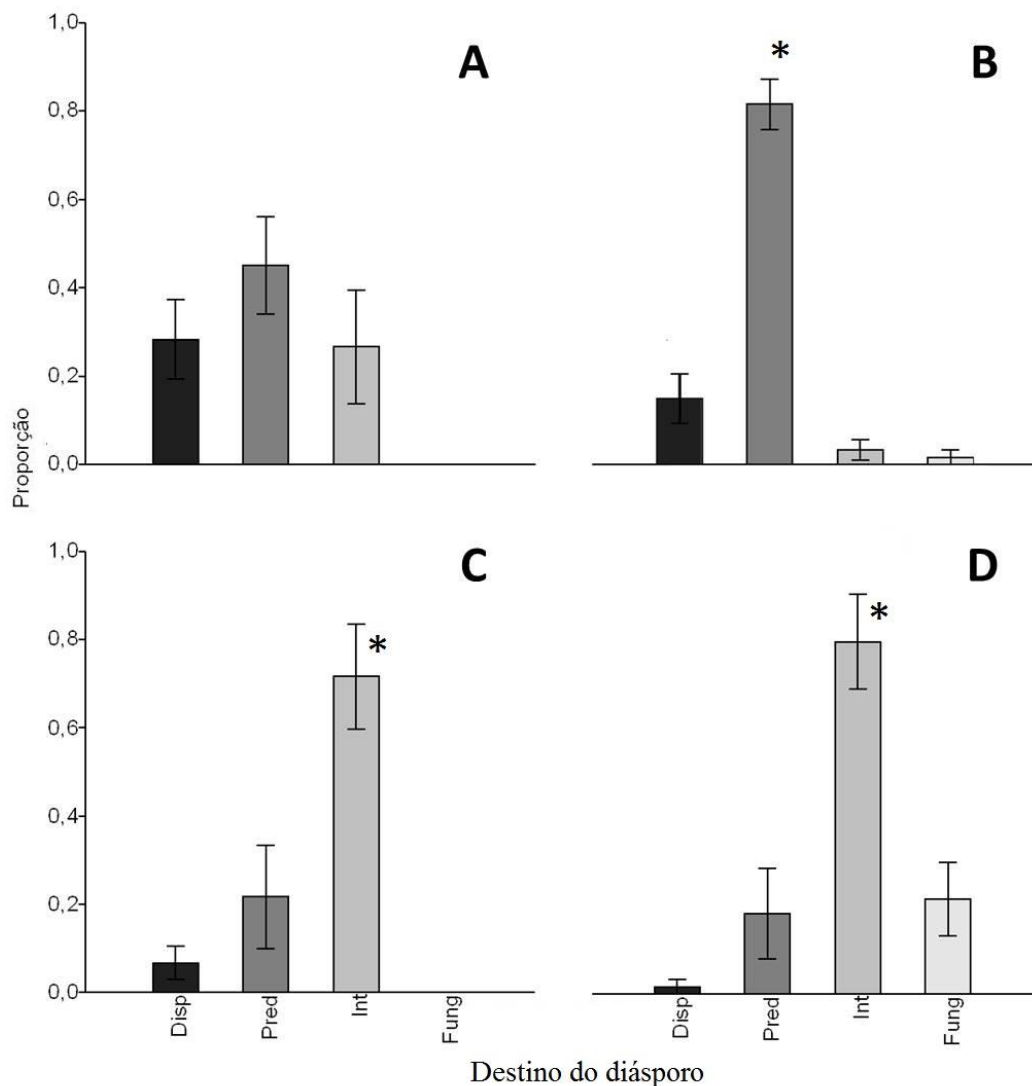 1,0
0,8
0,6
0,4
0,2
0,0
A
B
*
Proporção
1,0
0,8
0,6
0,4
0,2
0,0
C
*
D
*
Disp
Pred
Int
Fung
Disp
Pred
Int
Fung
Destino do diásporo